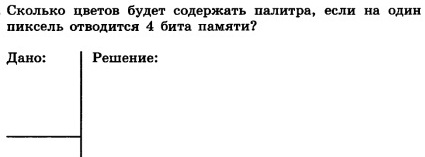 Сколько цветов будет содержать палитра, если на один
пиксель отводится 4 бита памяти?
Дано: Решение: